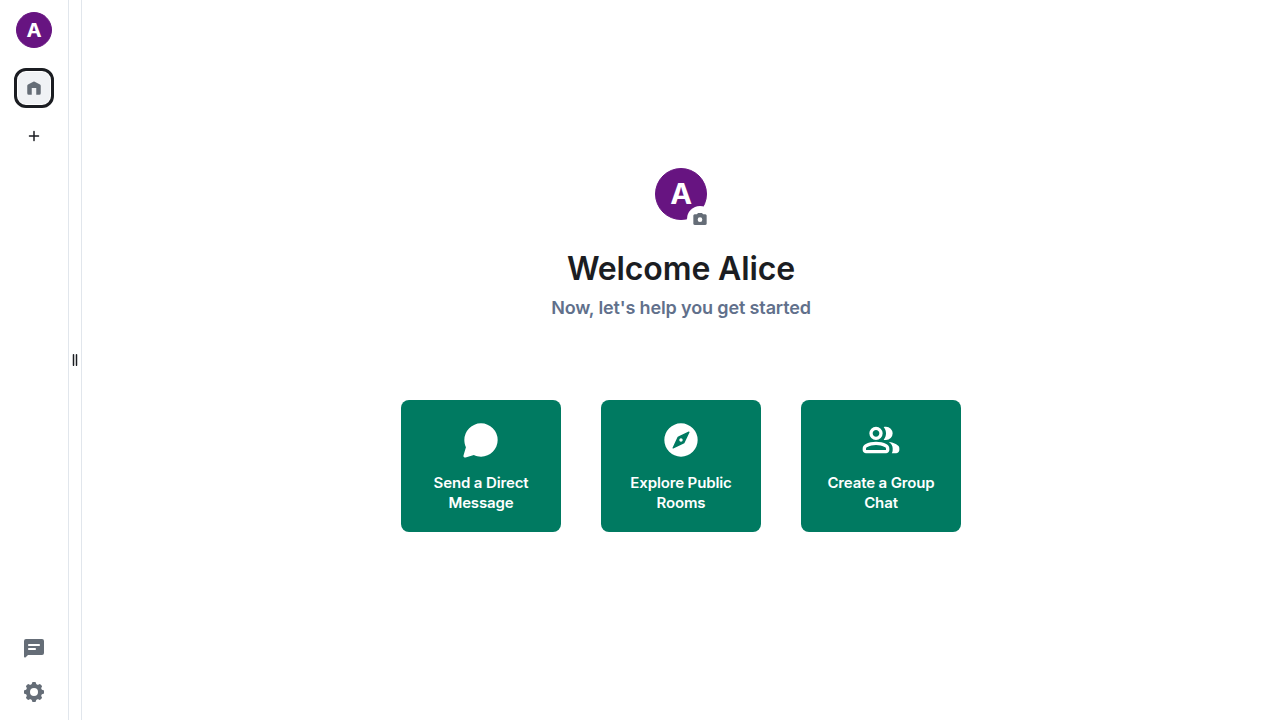 A
A
Welcome Alice
Now, let's help you get started
Send a Direct
Message
Explore Public
Rooms
Create a Group
Chat